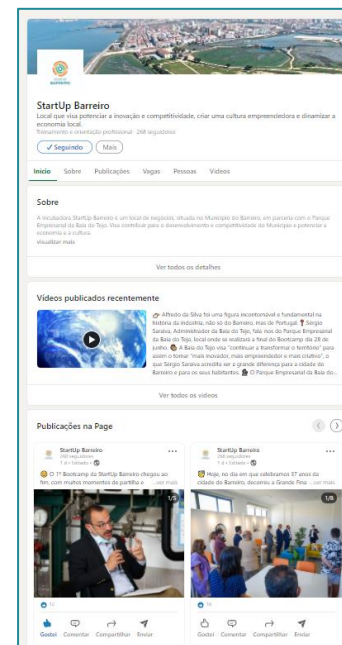 BARREIRO
StartUp Barreiro
Local que visa potenciar a inovação e competitividade, criar uma cultura empreendedora e dinamizar a
economia local.
Treinamento e orientação profissional · 268 seguidores
✓ Seguindo Mais
Início Sobre Publicações Vagas Pessoas Vídeos
Sobre
A incubadora StartUp Barreiro é um local de negócios, situada no Município do Barreiro, em parceria com o Parque
Empresarial da Baia do Tejo. Visa contribuir para o desenvolvimento e competitividade do Município e potenciar a
economia e a cultura.
Visualizar mais
Ver todos os detalhes
Vídeos publicados recentemente
Alfredo da Silva foi uma figura incontornável e fundamental na
história da indústria, não só do Barreiro, mas de Portugal. Sérgio
Saraiva, Administrador da Baia do Tejo, fala-nos do Parque Empresarial
da Baia do Tejo, local onde se realizará a final do Bootcamp dia 28 de
junho. A Baia do Tejo visa "continuar a transformar o território" para
assim o tornar "mais inovador, mais empreendedor e mais criativo", o
que Sérgio Saraiva acredita ser a grande diferença para a cidade do
Barreiro e para os seus habitantes. O Parque Empresarial da Baia do...
Ver todos os vídeos
Publicações na Page
StartUp Barreiro
268 seguidores
1 d • Editado •
O 1º Bootcamp da StartUp Barreiro chegou ao
fim, com muitos momentos de partilha e ...ver mais
1/5
Gostei Comentar Compartilhar Enviar
StartUp Barreiro
268 seguidores
1 d • Editado •
Hoje, no dia em que celebramos 37 anos da
cidade do Barreiro, decorreu a Grande Fina ...ver mais
1/8
Gostei Comentar Compartilhar Enviar